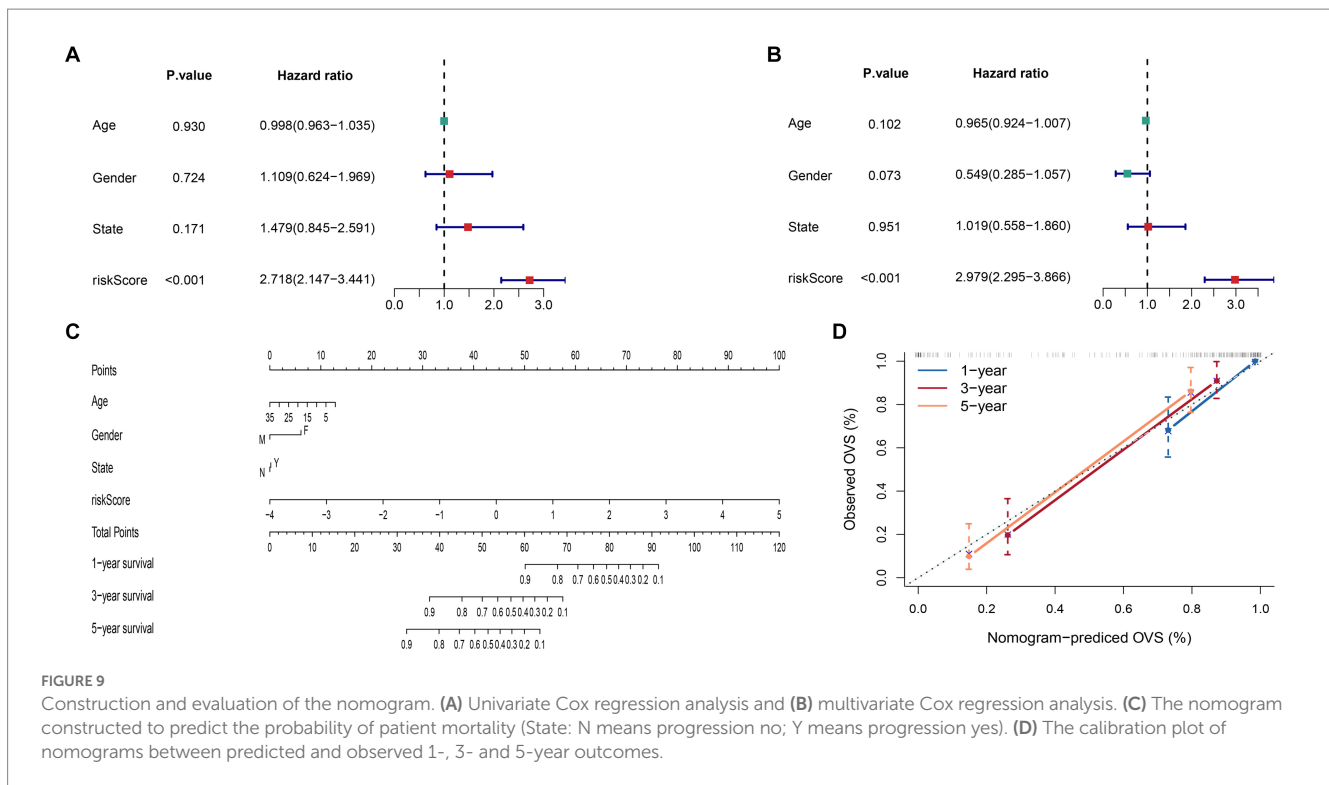 A
P.value Hazard ratio
Age 0.930 0.998(0.963−1.035)
Gender 0.724 1.109(0.624−1.969)
State 0.171 1.479(0.845−2.591)
riskScore <0.001 2.718(2.147−3.441)
0.0 1.0 2.0 3.0
B
P.value Hazard ratio
Age 0.102 0.965(0.924−1.007)
Gender 0.073 0.549(0.285−1.057)
State 0.951 1.019(0.558−1.860)
riskScore <0.001 2.979(2.295−3.866)
0.0 1.0 2.0 3.0
C
0 10 20 30 40 50 60 70 80 90 100
Points
Age
35 25 15 5
Gender
M F
State
N Y
riskScore
−4 −3 −2 −1 0 1 2 3 4 5
Total Points
0 10 20 30 40 50 60 70 80 90 100 110 120
1-year survival
0.9 0.8 0.7 0.6 0.5 0.4 0.3 0.2 0.1
3-year survival
0.9 0.8 0.7 0.6 0.5 0.4 0.3 0.2 0.1
5-year survival
0.9 0.8 0.7 0.6 0.5 0.4 0.3 0.2 0.1
D
1−year
3−year
5−year
Observed OVS (%)
1.0
0.8
0.6
0.4
0.2
0.0
0.0 0.2 0.4 0.6 0.8 1.0
Nomogram−prediced OVS (%)
FIGURE 9
Construction and evaluation of the nomogram. (A) Univariate Cox regression analysis and (B) multivariate Cox regression analysis. (C) The nomogram
constructed to predict the probability of patient mortality (State: N means progression no; Y means progression yes). (D) The calibration plot of
nomograms between predicted and observed 1-, 3- and 5-year outcomes.